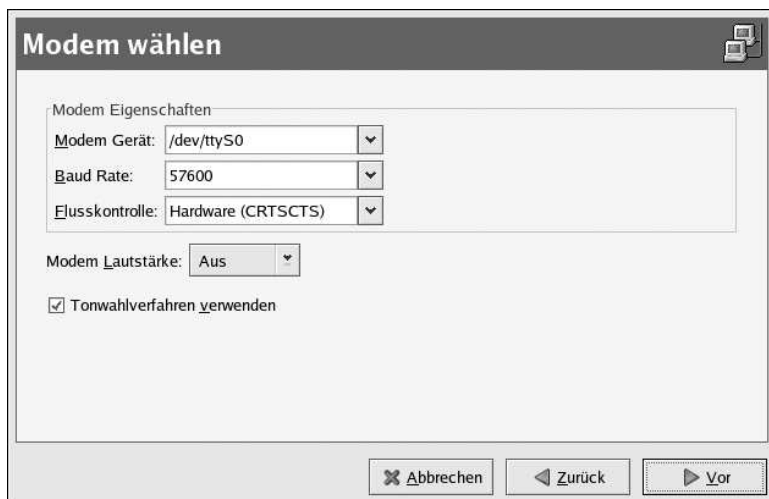 Modem wählen
Modem Eigenschaften
Modem Gerät: /dev/ttyS0
Baud Rate: 57600
Flusskontrolle: Hardware (CRTSCTS)
Modem Lautstärke: Aus
Tonwahlverfahren verwenden
Abbrechen Zurück Vor